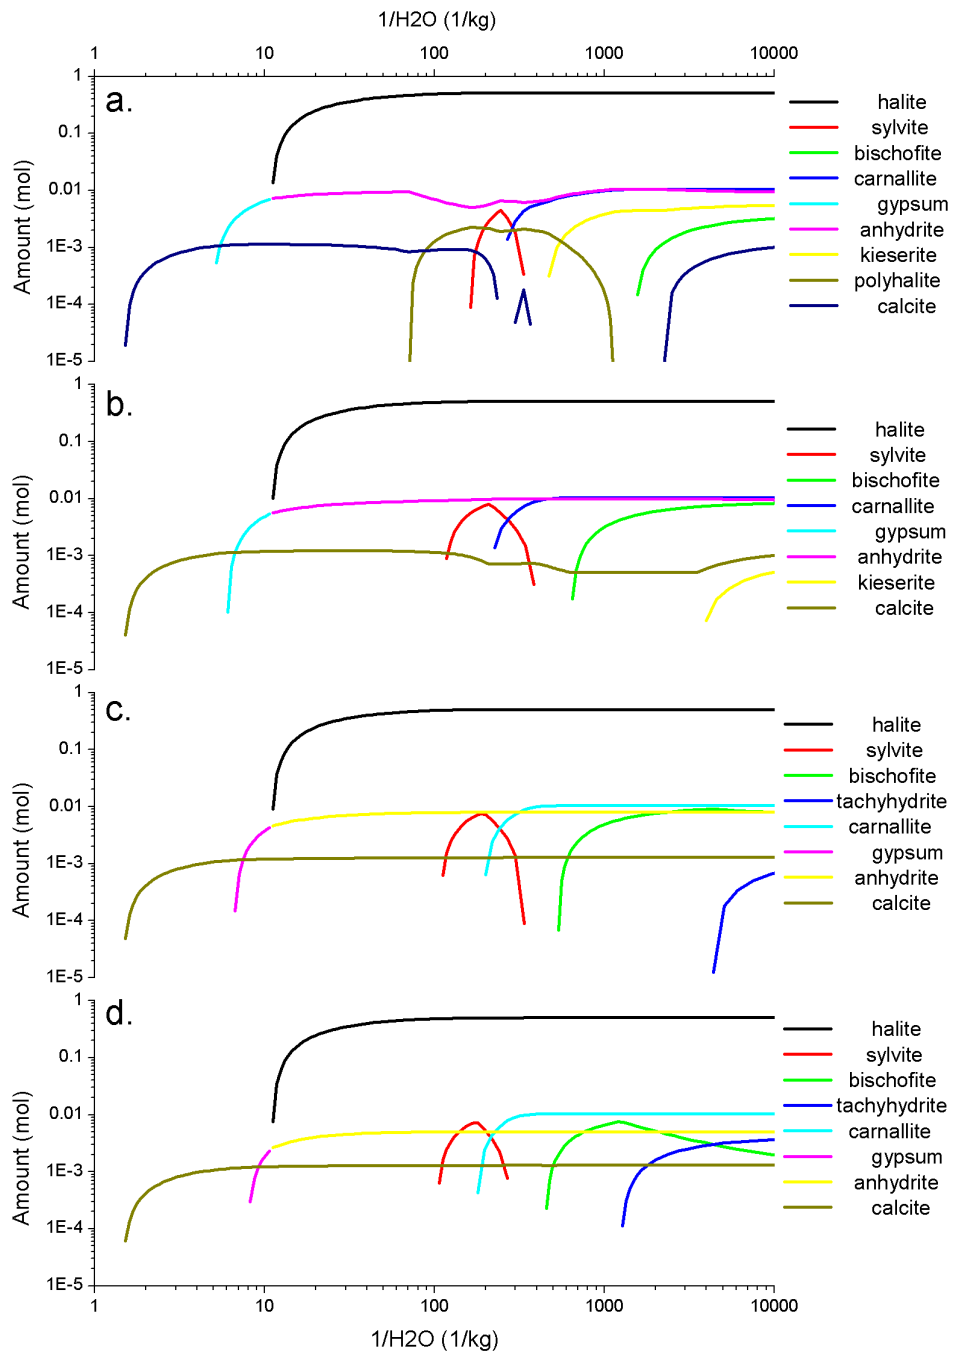 1/H2O (1/kg)
1 10 100 1000 10000
a.
Amount (mol)
1
0.1
0.01
1E-3
1E-4
1E-5
halite
sylvite
bischofite
carnallite
gypsum
anhydrite
kieserite
polyhalite
calcite
b.
Amount (mol)
1
0.1
0.01
1E-3
1E-4
1E-5
halite
sylvite
bischofite
carnallite
gypsum
anhydrite
kieserite
calcite
c.
Amount (mol)
1
0.1
0.01
1E-3
1E-4
1E-5
halite
sylvite
bischofite
tachyhydrite
carnallite
gypsum
anhydrite
calcite
d.
Amount (mol)
1
0.1
0.01
1E-3
1E-4
1E-5
halite
sylvite
bischofite
tachyhydrite
carnallite
gypsum
anhydrite
calcite
1 10 100 1000 10000
1/H2O (1/kg)